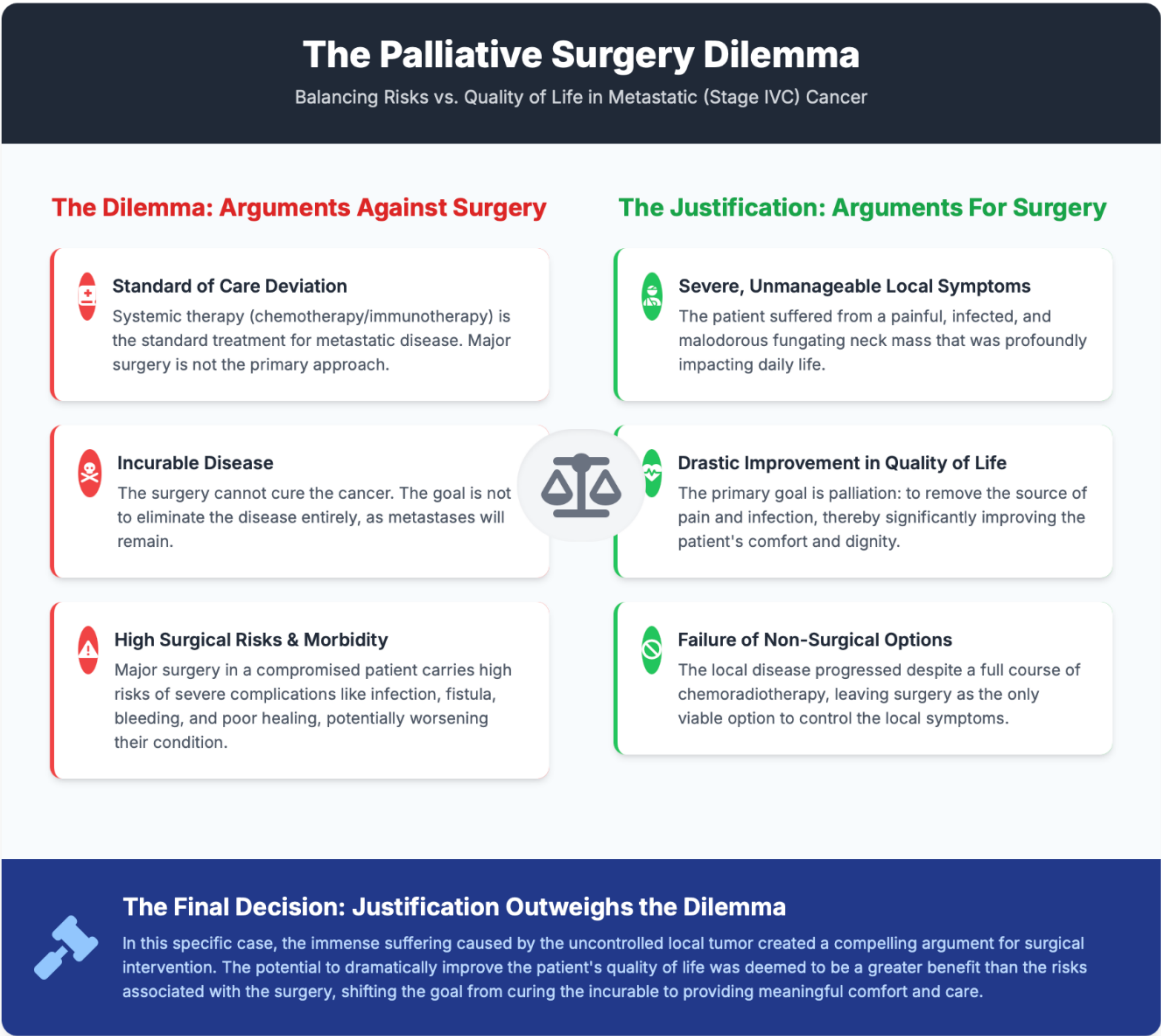 The Palliative Surgery Dilemma
Balancing Risks vs. Quality of Life in Metastatic (Stage IVC) Cancer
The Dilemma: Arguments Against Surgery
Standard of Care Deviation
Systemic therapy (chemotherapy/immunotherapy) is
the standard treatment for metastatic disease. Major
surgery is not the primary approach.
Incurable Disease
The surgery cannot cure the cancer. The goal is not
to eliminate the disease entirely, as metastases will
remain.
High Surgical Risks & Morbidity
Major surgery in a compromised patient carries high
risks of severe complications like infection, fistula,
bleeding, and poor healing, potentially worsening
their condition.
The Justification: Arguments For Surgery
Severe, Unmanageable Local Symptoms
The patient suffered from a painful, infected, and
malodorous fungating neck mass that was profoundly
impacting daily life.
Drastic Improvement in Quality of Life
The primary goal is palliation: to remove the source of
pain and infection, thereby significantly improving the
patient's comfort and dignity.
Failure of Non-Surgical Options
The local disease progressed despite a full course of
chemoradiotherapy, leaving surgery as the only
viable option to control the local symptoms.
The Final Decision: Justification Outweighs the Dilemma
In this specific case, the immense suffering caused by the uncontrolled local tumor created a compelling argument for surgical
intervention. The potential to dramatically improve the patient's quality of life was deemed to be a greater benefit than the risks
associated with the surgery, shifting the goal from curing the incurable to providing meaningful comfort and care.